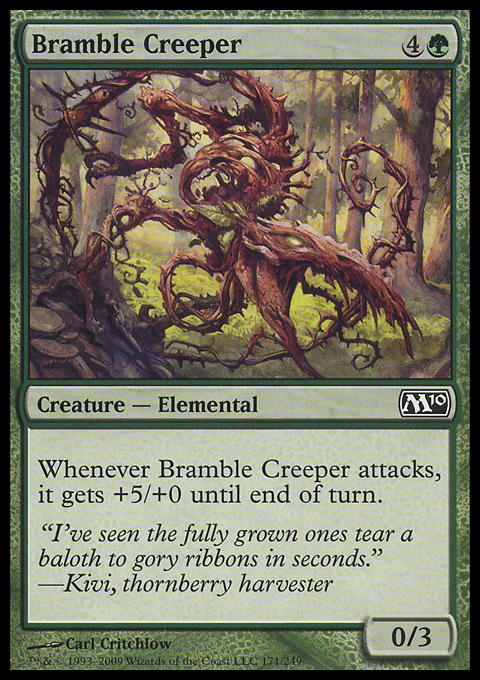 Bramble Creeper 4
Creature — Elemental
M10
Whenever Bramble Creeper attacks,
it gets +5/+0 until end of turn.
“I’ve seen the fully grown ones tear a
baloth to gory ribbons in seconds.”
—Kivi, thornberry harvester
0/3
Carl Critchlow
™ & © 1993–2009 Wizards of the Coast LLC 171/249